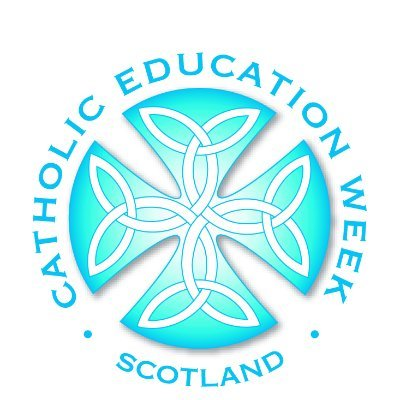 CATHOLIC EDUCATION WEEK
• SCOTLAND •